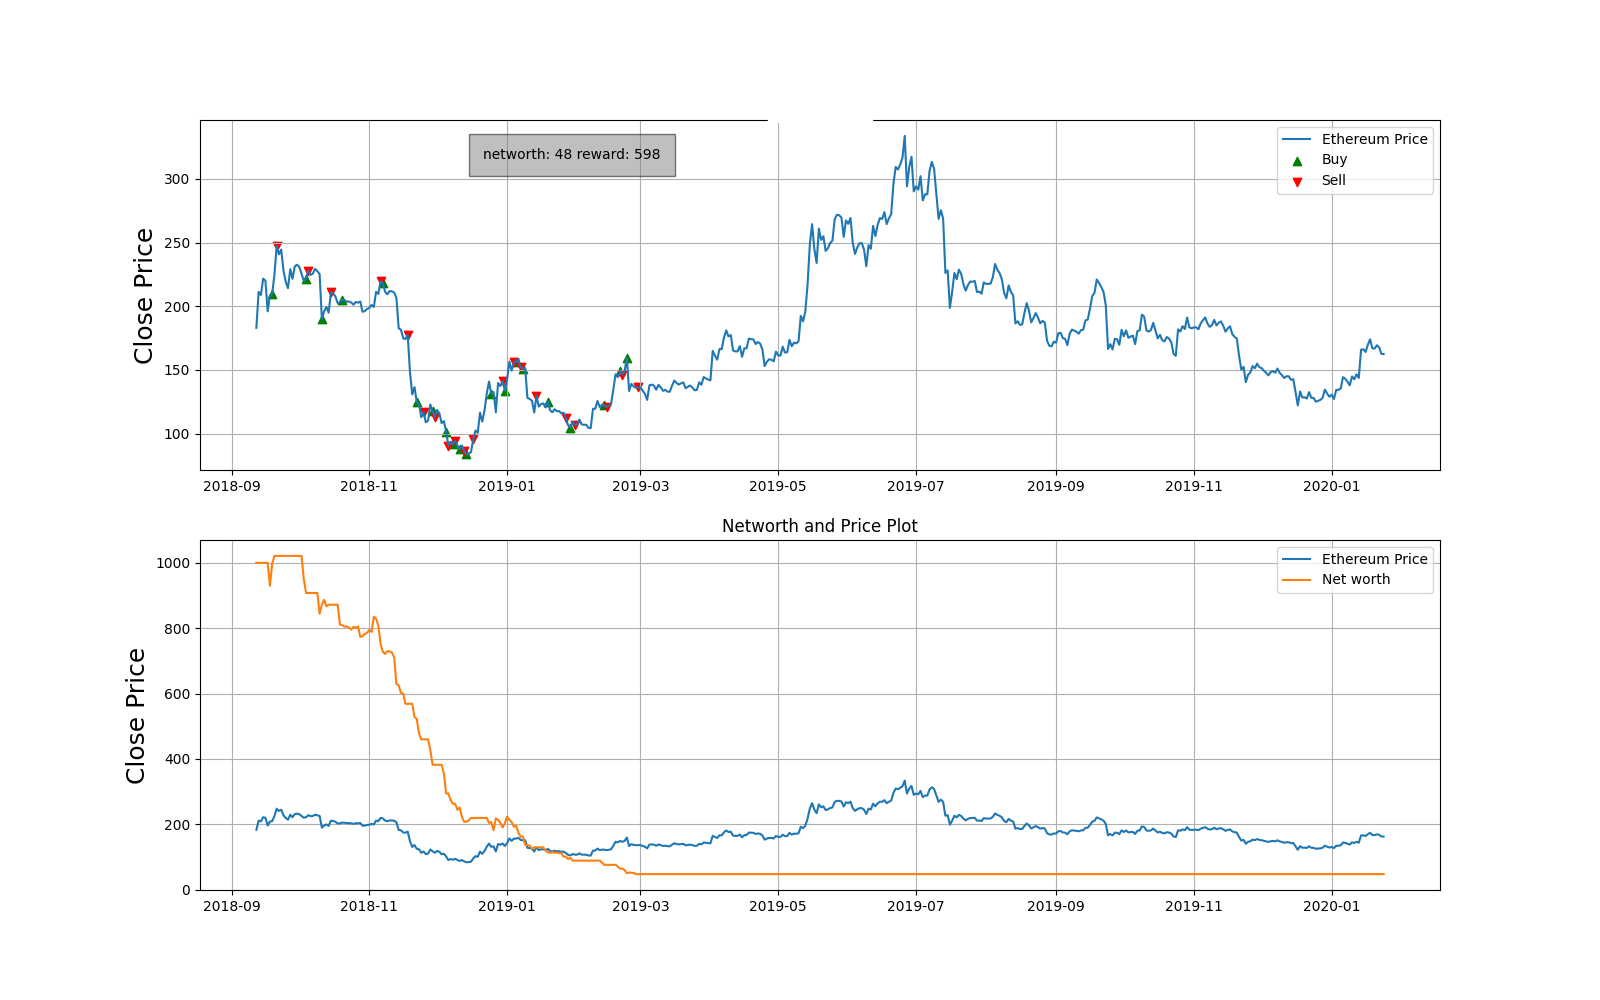 networth: 48 reward: 598
Ethereum Price
Buy
Sell
Close Price
300
250
200
150
100
2018-09 2018-11 2019-01 2019-03 2019-05 2019-07 2019-09 2019-11 2020-01
Networth and Price Plot
Ethereum Price
Net worth
Close Price
1000
800
600
400
200
0
2018-09 2018-11 2019-01 2019-03 2019-05 2019-07 2019-09 2019-11 2020-01